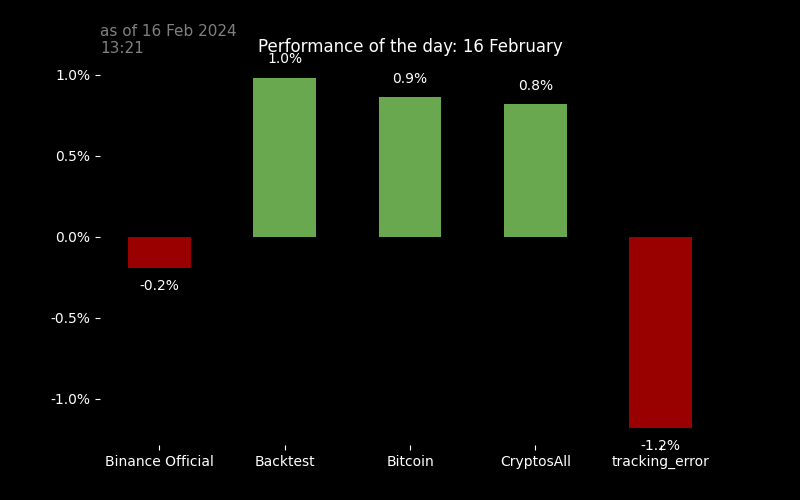 as of 16 Feb 2024
13:21
Performance of the day: 16 February
1.0%
0.5%
0.0%
-0.5%
-1.0%
-0.2%
1.0%
0.9%
0.8%
-1.2%
Binance Official
Backtest
Bitcoin
CryptosAll
tracking_error